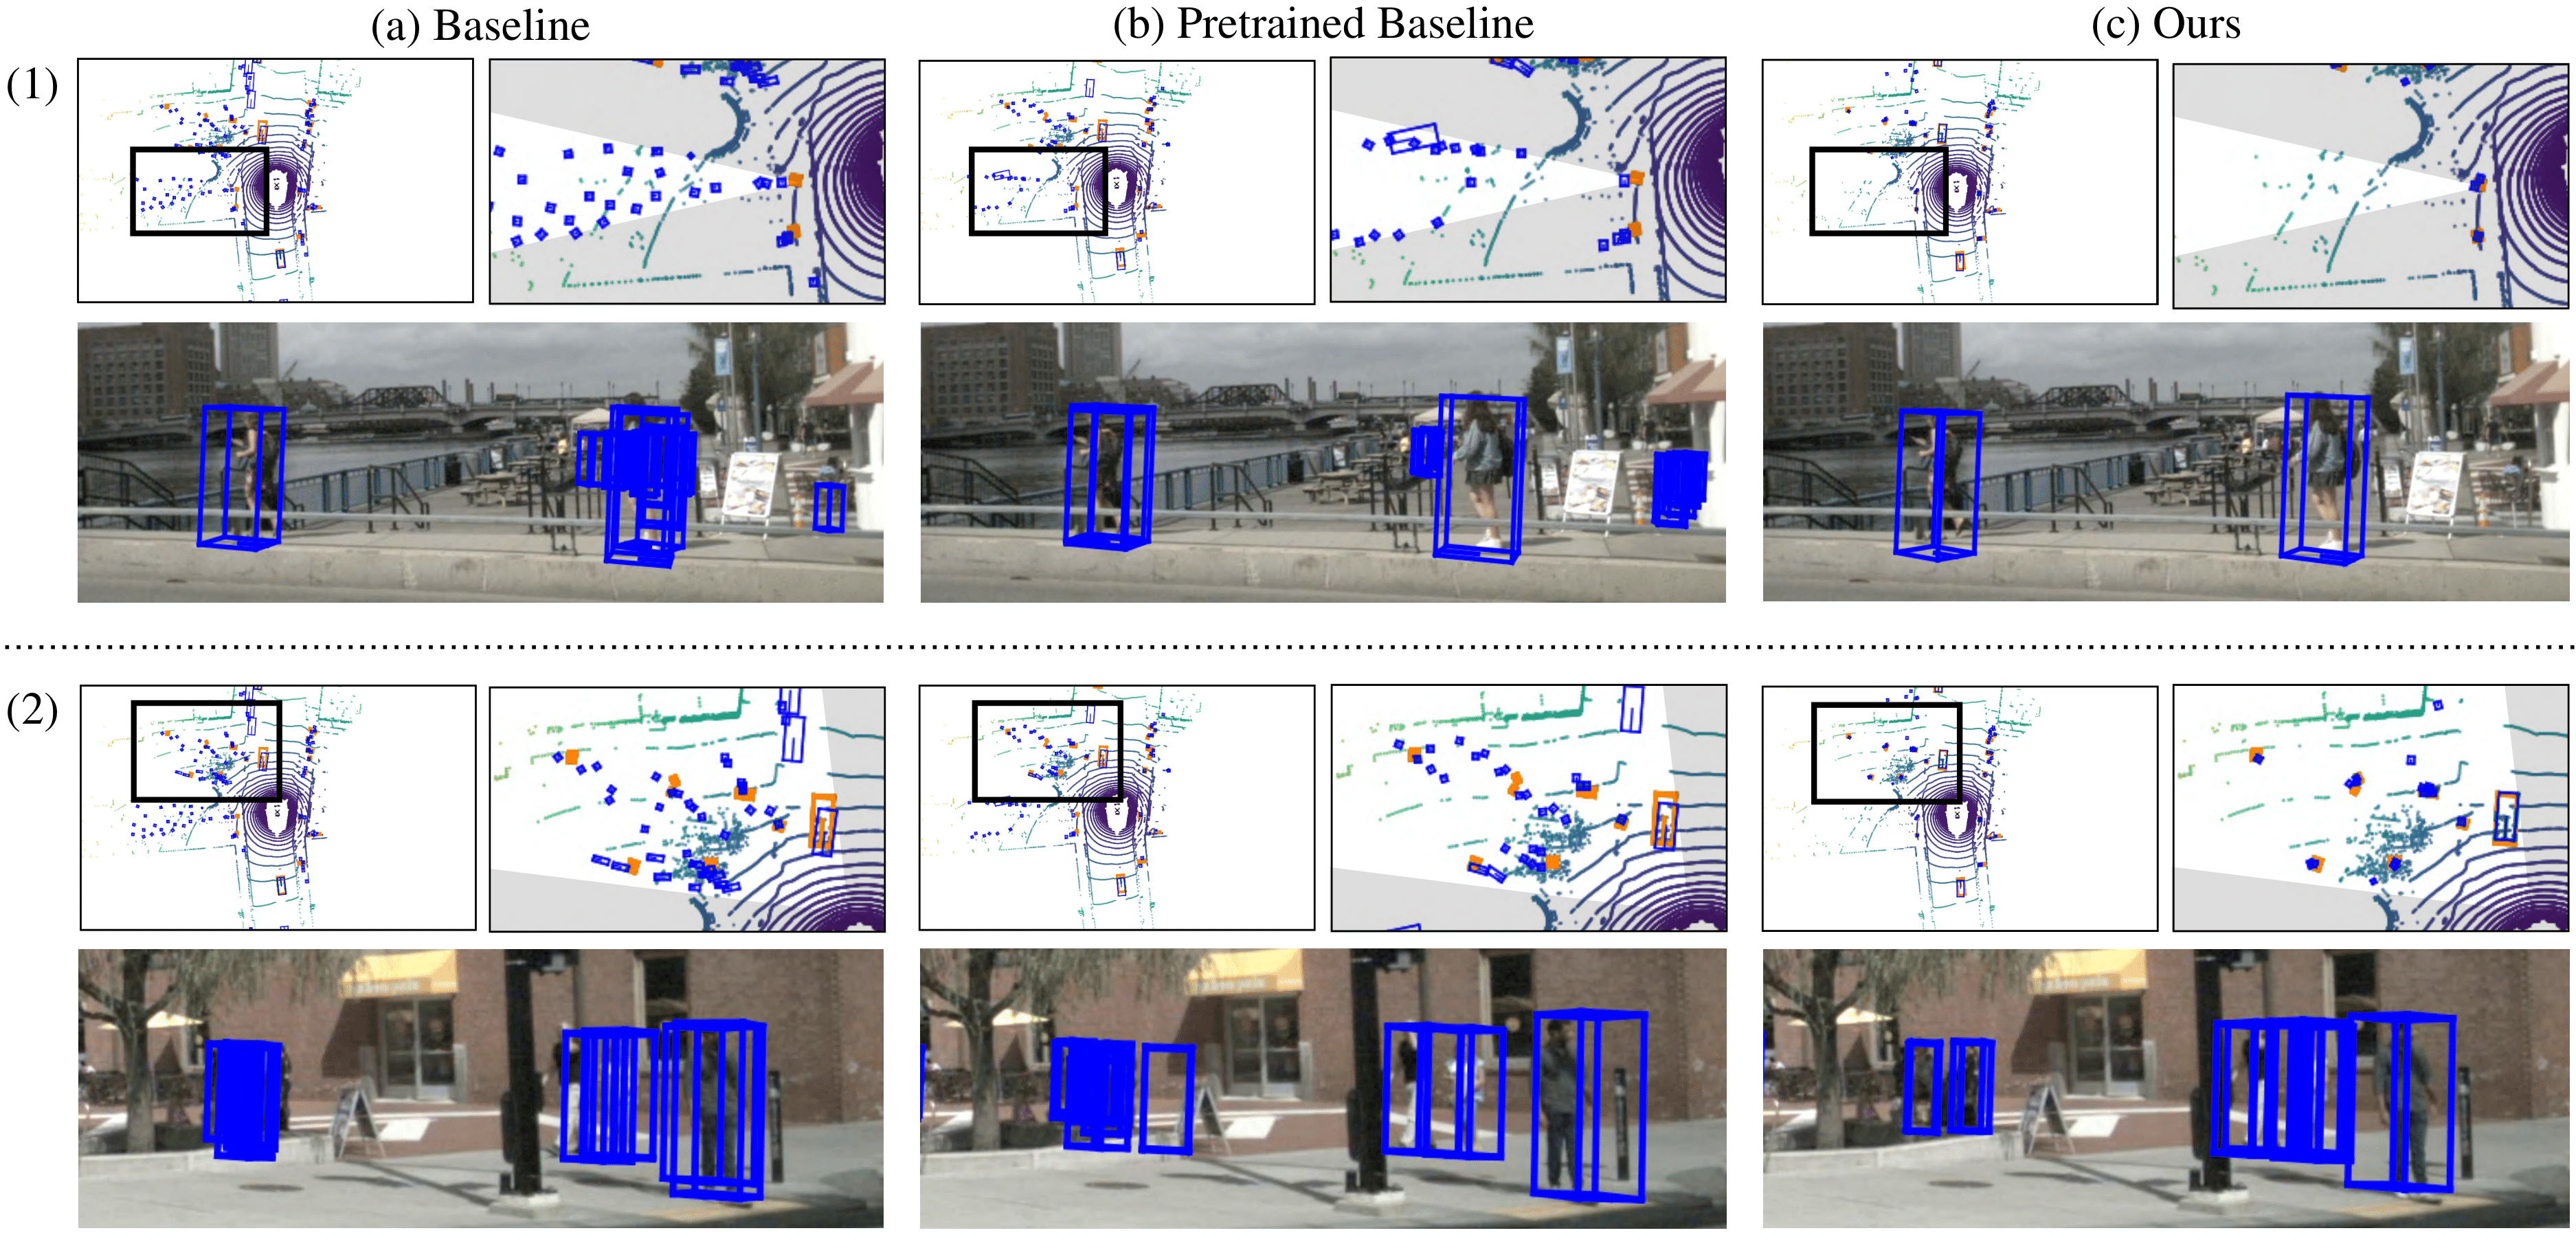 (a) Baseline
(b) Pretrained Baseline
(c) Ours
(1)
(2)